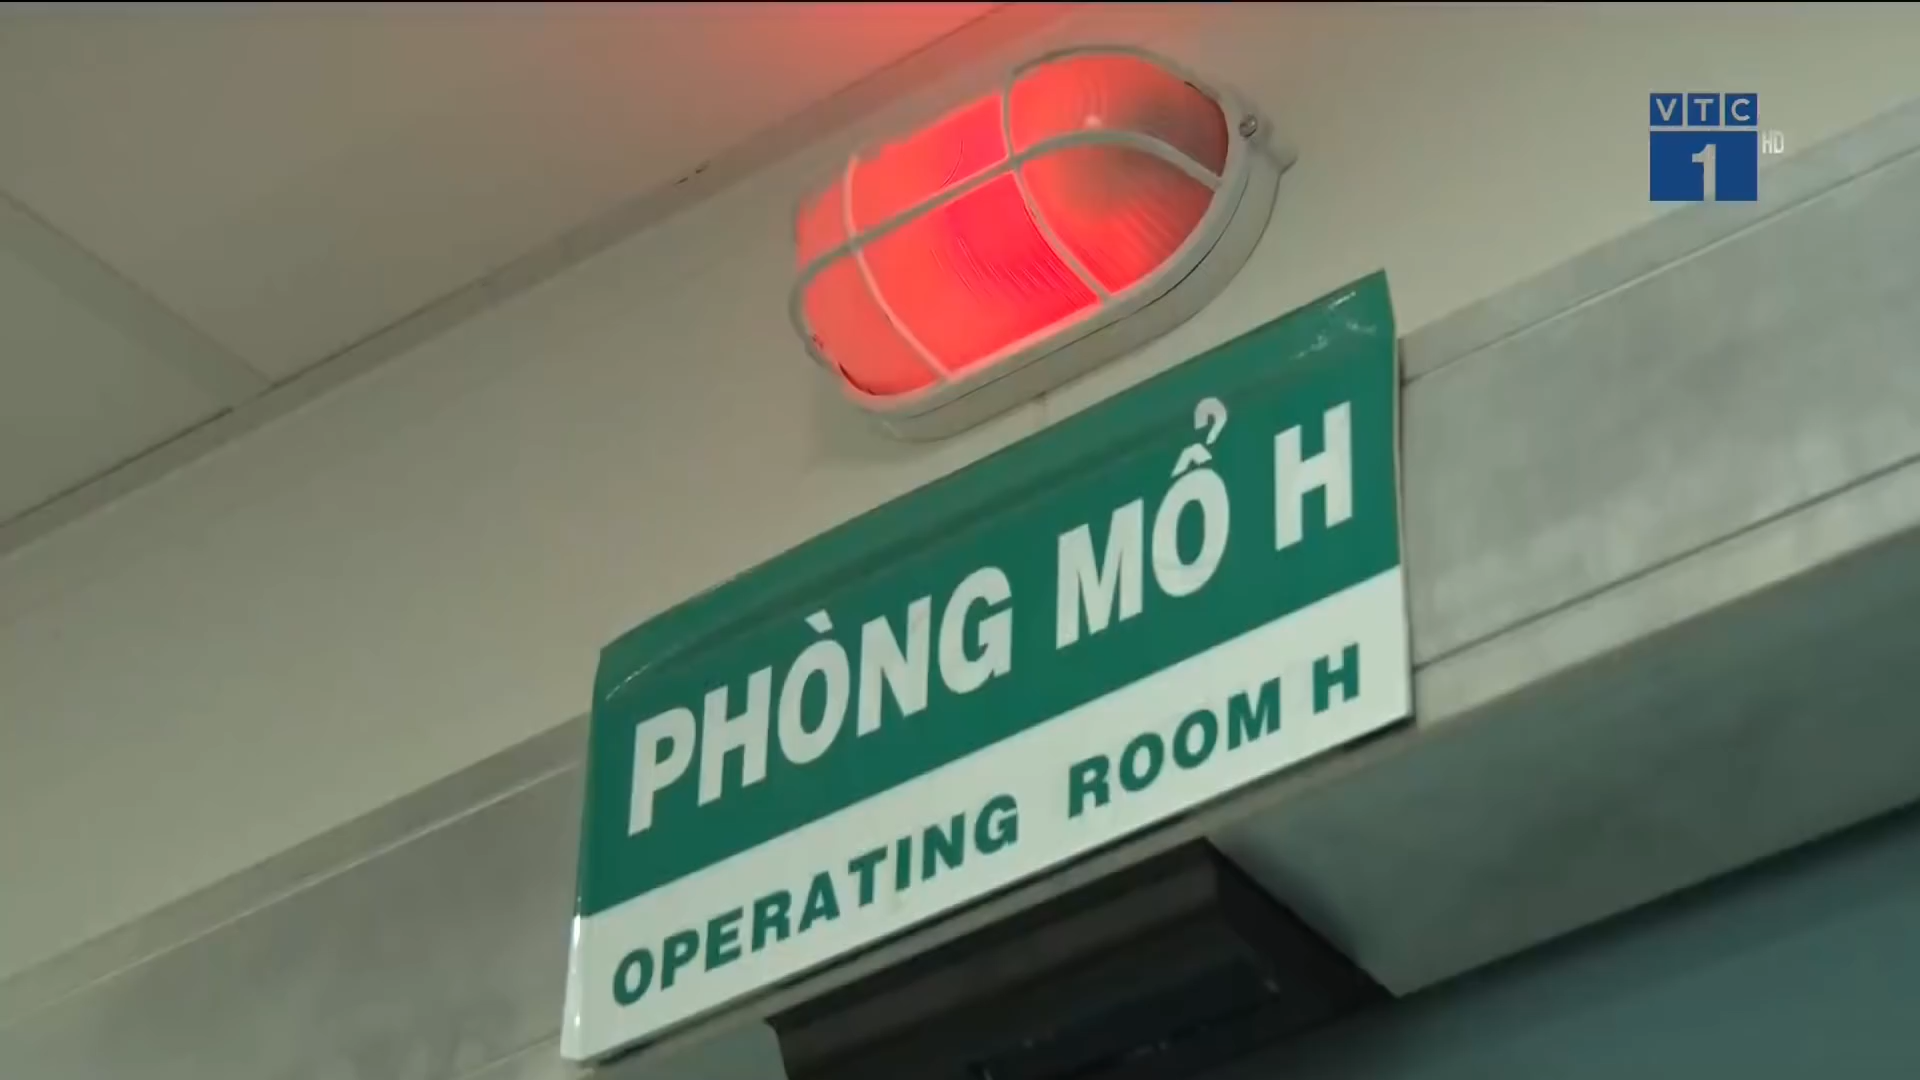 VTC
1 HD
PHÒNG MỔ H
OPERATING ROOM H